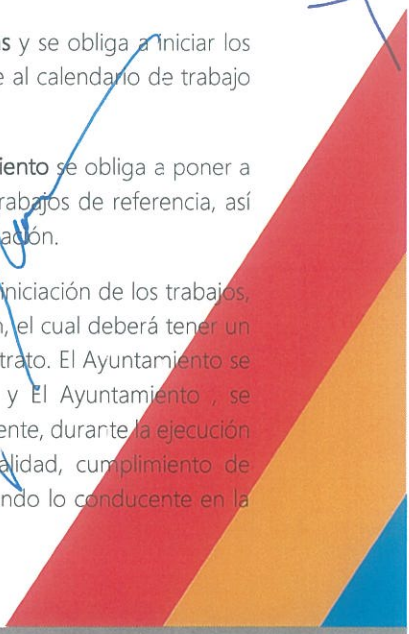 s y se obliga a iniciar los
e al calendario de trabajo
iento se obliga a poner a
rabajos de referencia, así
ación.
iniciación de los trabajos,
n, el cual deberá tener un
trato. El Ayuntamiento se
y El Ayuntamiento , se
ente, durante la ejecución
alidad, cumplimiento de
ndo lo conducente en la